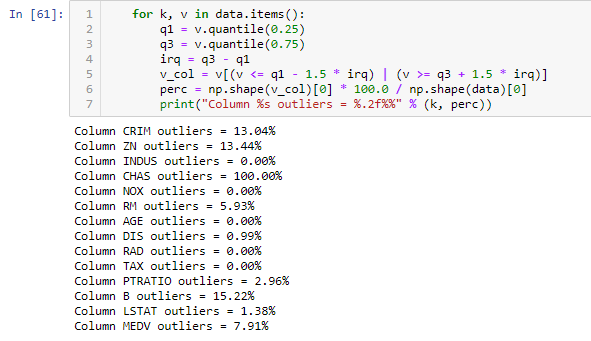 In [61]:
1 for k, v in data.items():
2 q1 = v.quantile(0.25)
3 q3 = v.quantile(0.75)
4 irq = q3 - q1
5 v_col = v[(v <= q1 - 1.5 * irq) | (v >= q3 + 1.5 * irq)]
6 perc = np.shape(v_col)[0] * 100.0 / np.shape(data)[0]
7 print("Column %s outliers = %.2f%%" % (k, perc))
Column CRIM outliers = 13.04%
Column ZN outliers = 13.44%
Column INDUS outliers = 0.00%
Column CHAS outliers = 100.00%
Column NOX outliers = 0.00%
Column RM outliers = 5.93%
Column AGE outliers = 0.00%
Column DIS outliers = 0.99%
Column RAD outliers = 0.00%
Column TAX outliers = 0.00%
Column PTRATIO outliers = 2.96%
Column B outliers = 15.22%
Column LSTAT outliers = 1.38%
Column MEDV outliers = 7.91%